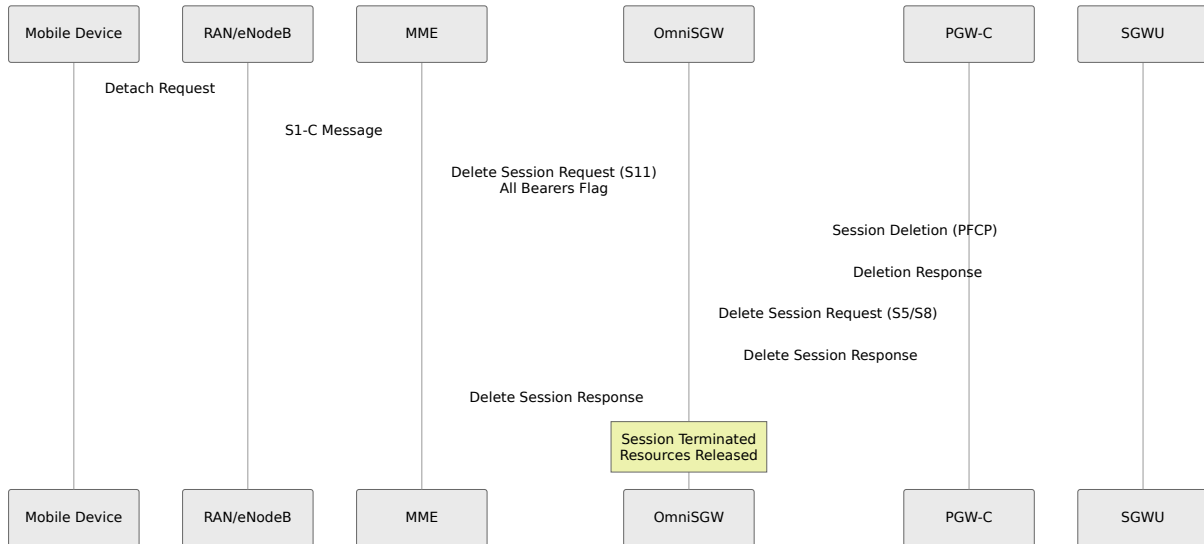 Mobile Device
RAN/eNodeB
MME
OmniSGW
PGW-C
SGWU
Detach Request
S1-C Message
Delete Session Request (S11)
All Bearers Flag
Session Deletion (PFCP)
Deletion Response
Delete Session Request (S5/S8)
Delete Session Response
Delete Session Response
Session Terminated
Resources Released
Mobile Device
RAN/eNodeB
MME
OmniSGW
PGW-C
SGWU